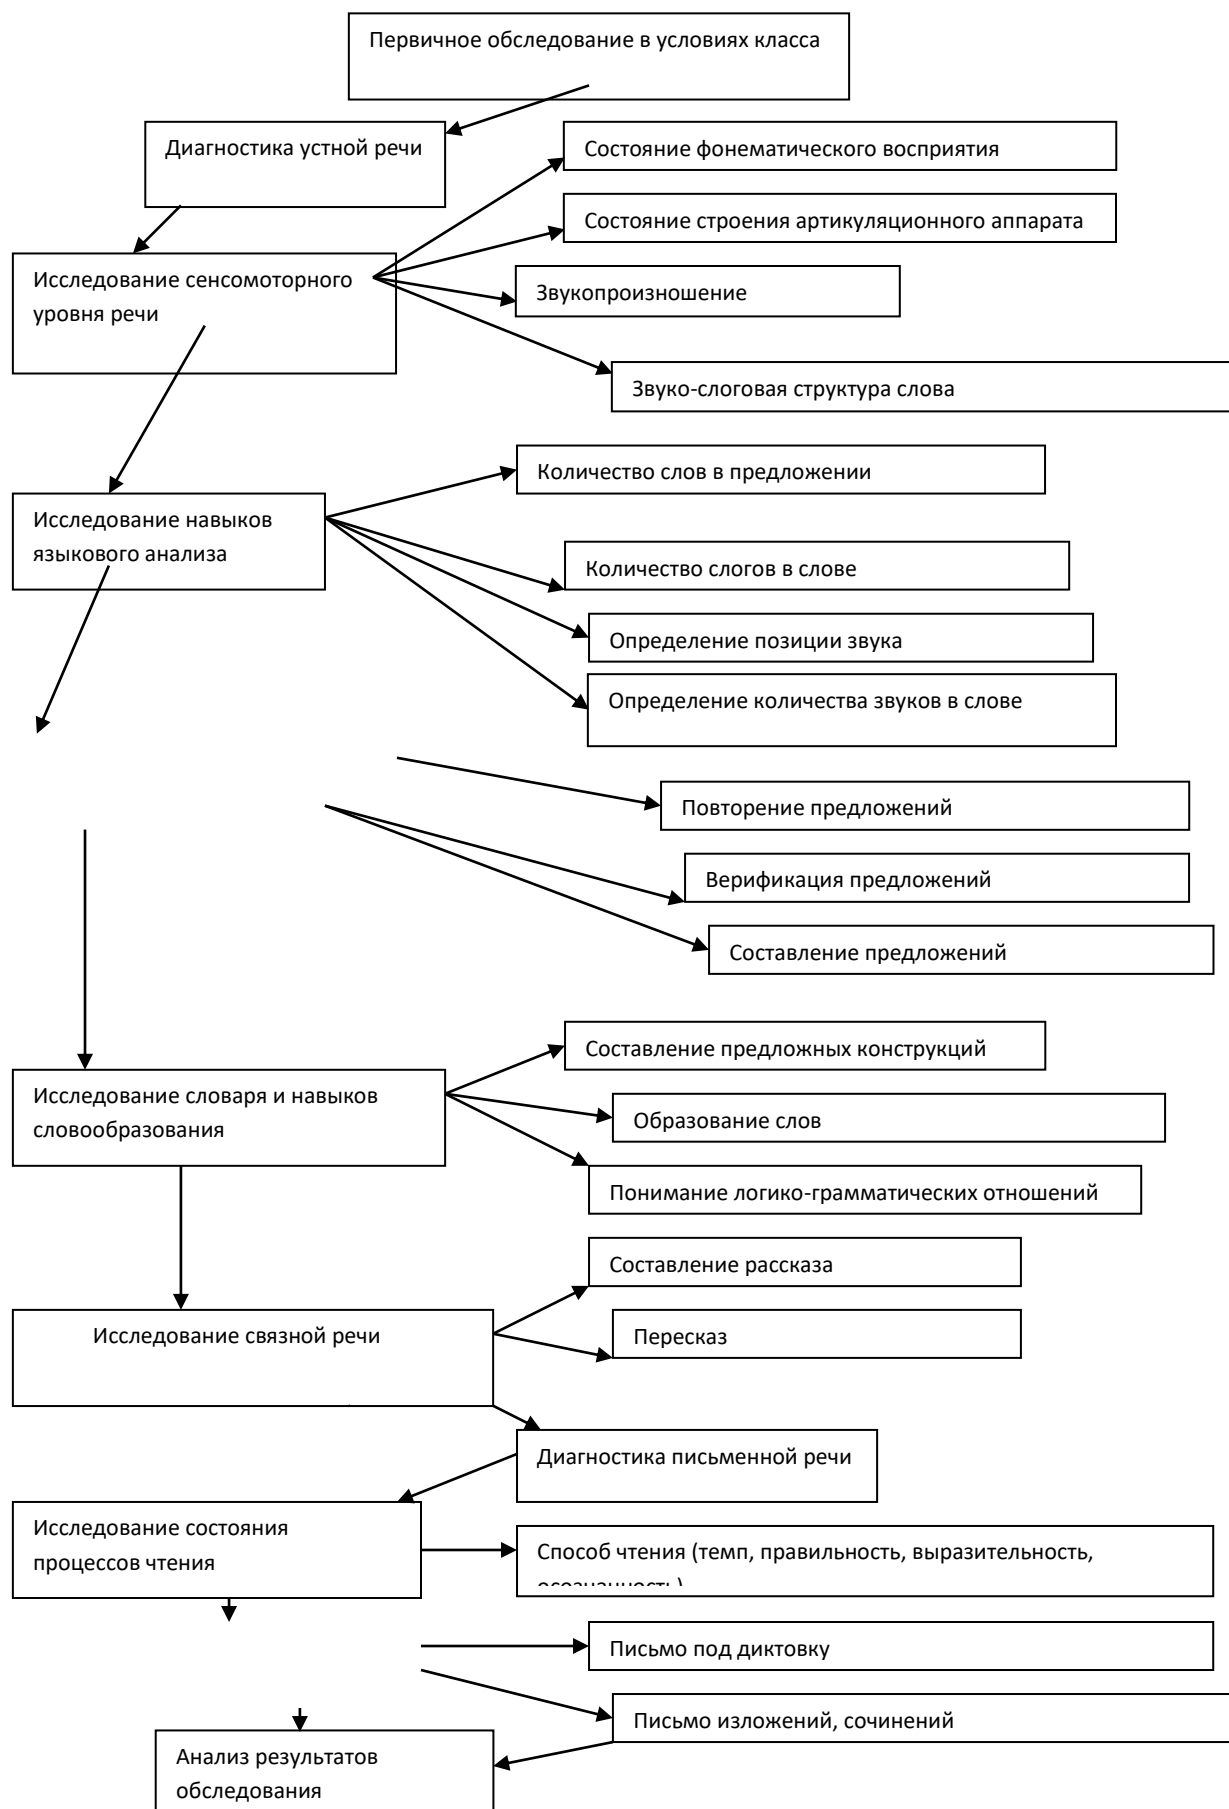 Первичное обследование в условиях класса
Диагностика устной речи
Состояние фонематического восприятия
Состояние строения артикуляционного аппарата
Исследование сенсомоторного
уровня речи
Звукопроизношение
Звуко-слоговая структура слова
Количество слов в предложении
Исследование навыков
языкового анализа
Количество слогов в слове
Определение позиции звука
Определение количества звуков в слове
Повторение предложений
Верификация предложений
Составление предложений
Составление предложных конструкций
Исследование словаря и навыков
словообразования
Образование слов
Понимание логико-грамматических отношений
Составление рассказа
Исследование связной речи
Пересказ
Диагностика письменной речи
Исследование состояния
процессов чтения
Способ чтения (темп, правильность, выразительность,
осознанность)
Письмо под диктовку
Письмо изложений, сочинений
Анализ результатов
обследования